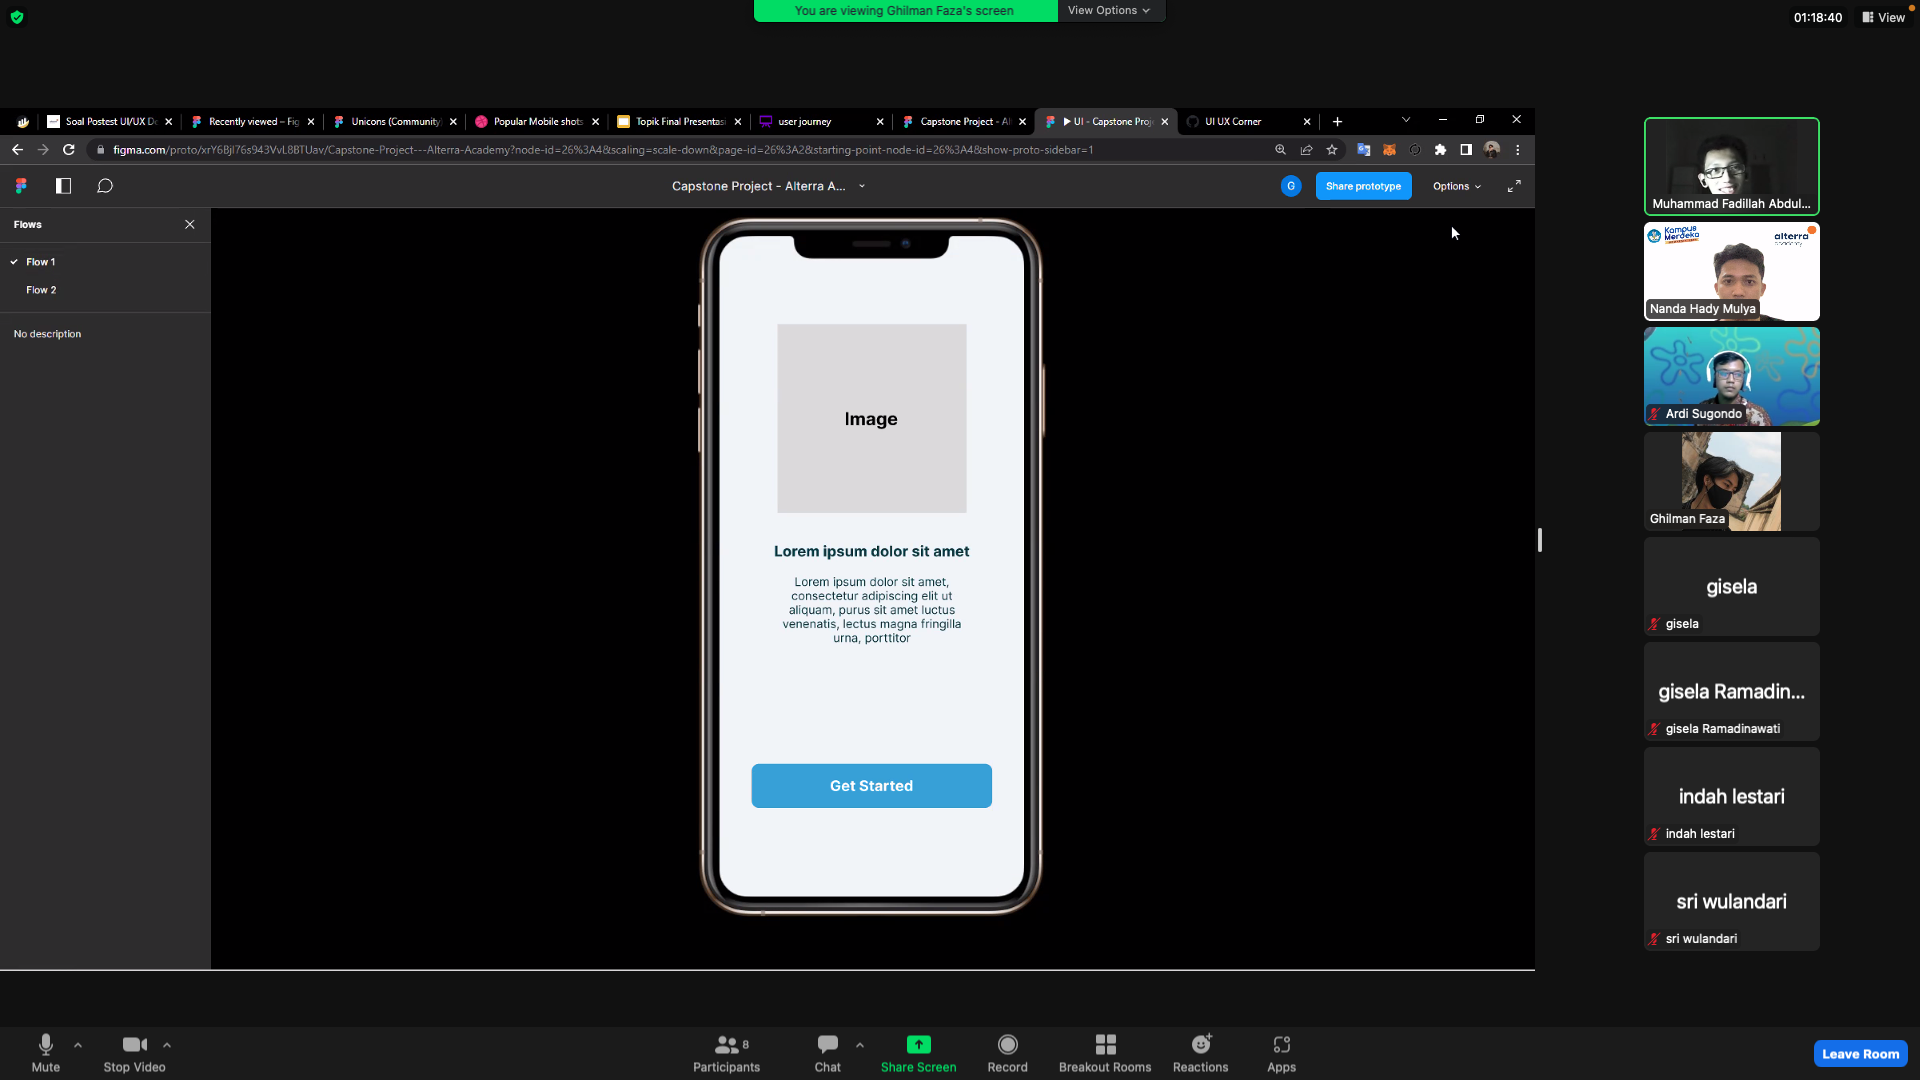 You are viewing Ghilman Faza's screen
View Options
01:18:40
View
Soal Postest UI/UX De
Recently viewed – Fig
Unicons (Community)
Popular Mobile shots
Topik Final Presentas
user journey
Capstone Project - Al
UI - Capstone Proje
UI UX Corner
figma.com/proto/xrY6BjI76s943VvL8BTUav/Capstone-Project---Alterra-Academy?node-id=26%3A4&scaling=scale-down&page-id=26%3A2&starting-point-node-id=26%3A4&show-proto-sidebar=1
Capstone Project - Alterra A...
G
Share prototype
Options
Flows
Flow 1
Flow 2
No description
Image
Lorem ipsum dolor sit amet
Lorem ipsum dolor sit amet,
consectetur adipiscing elit ut
aliquam, purus sit amet luctus
venenatis, lectus magna fringilla
urna, porttitor
Get Started
Muhammad Fadillah Abdul...
Kampus
Merdeka
alterra
academy
Nanda Hady Mulya
Ardi Sugondo
Ghilman Faza
gisela
gisela
gisela Ramadin...
gisela Ramadinawati
indah lestari
indah lestari
sri wulandari
sri wulandari
Mute
Stop Video
8
Participants
Chat
Share Screen
Record
Breakout Rooms
Reactions
Apps
Leave Room